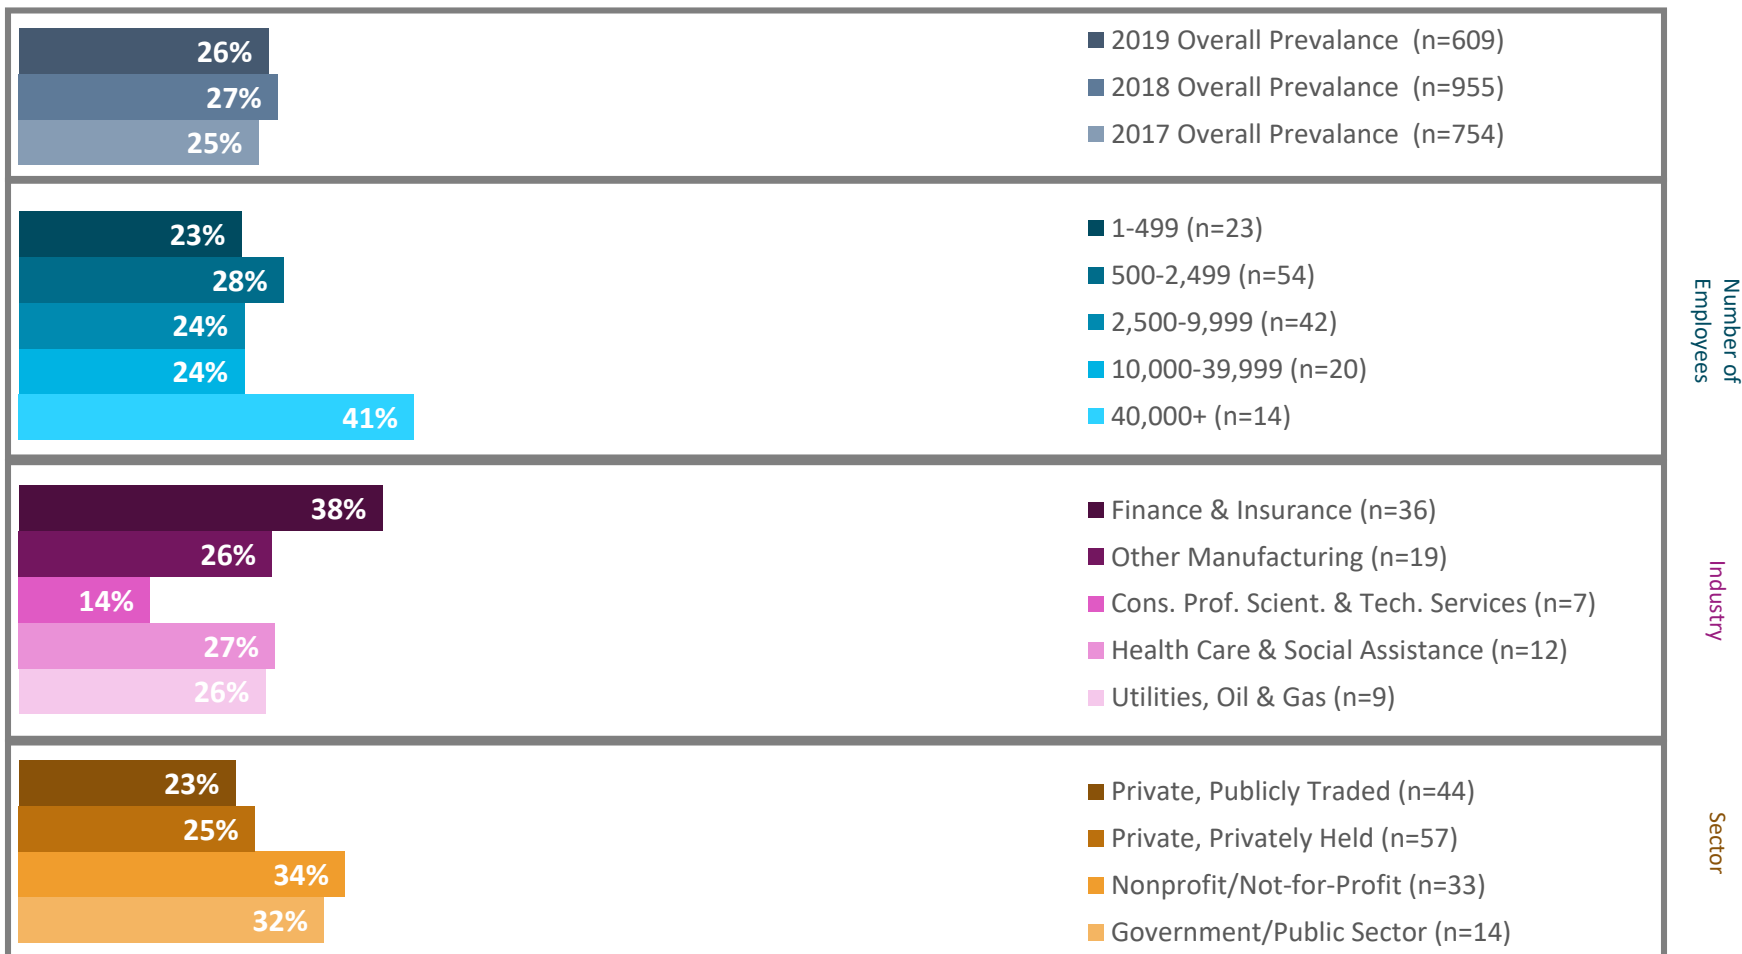 26%
27%
25%
2019 Overall Prevalance (n=609)
2018 Overall Prevalance (n=955)
2017 Overall Prevalance (n=754)
23%
28%
24%
24%
41%
1-499 (n=23)
500-2,499 (n=54)
2,500-9,999 (n=42)
10,000-39,999 (n=20)
40,000+ (n=14)
Number of
Employees
38%
26%
14%
27%
26%
Finance & Insurance (n=36)
Other Manufacturing (n=19)
Cons. Prof. Scient. & Tech. Services (n=7)
Health Care & Social Assistance (n=12)
Utilities, Oil & Gas (n=9)
Industry
23%
25%
34%
32%
Private, Publicly Traded (n=44)
Private, Privately Held (n=57)
Nonprofit/Not-for-Profit (n=33)
Government/Public Sector (n=14)
Sector